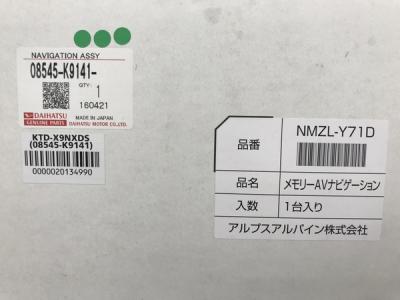 NAVIGATION ASSY
08545-K9141-
QTY:
1
160421
MADE IN JAPAN
DAIHATSU
GENUINE PARTS
DAIHATSU MOTOR CO.,LTD.
KTD-X9NXDS
(08545-K9141)
0000020134990
品番
NMZL-Y71D
品名
メモリーAVナビゲーション
入数
1台入り
アルプスアルパイン株式会社